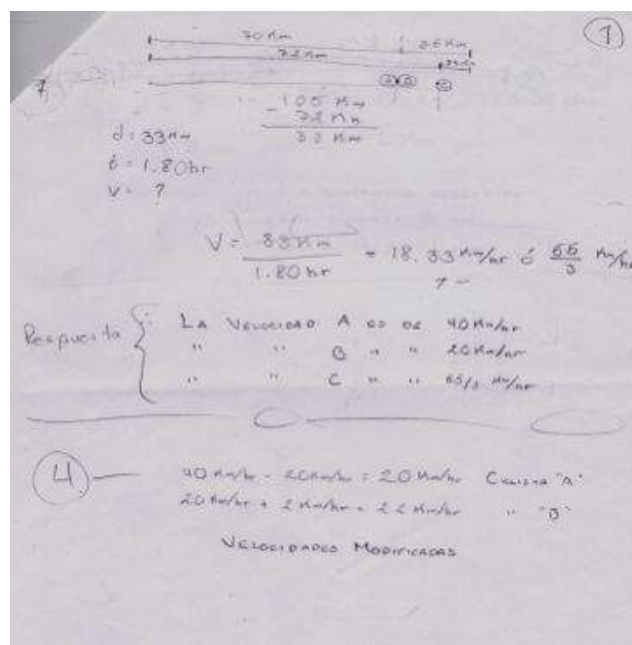 1
70 Km 35 Km
72 Km
7
105 Km
- 72 Km
33 Km
d = 33 Km
t = 1.80 hr
V = ?
V = 33 Km / 1.80 hr = 18.33 Km/hr ó 55/3 Km/hr
+ -
Respuesta { : LA VELOCIDAD A ES DE 40 Km/hr
" " B " " 20 Km/hr
" " C " " 55/3 Km/hr
4
40 Km/hr - 20 Km/hr = 20 Km/hr "A"
20 Km/hr + 2 Km/hr = 22 Km/hr " "B"
VELOCIDADES MODIFICADAS